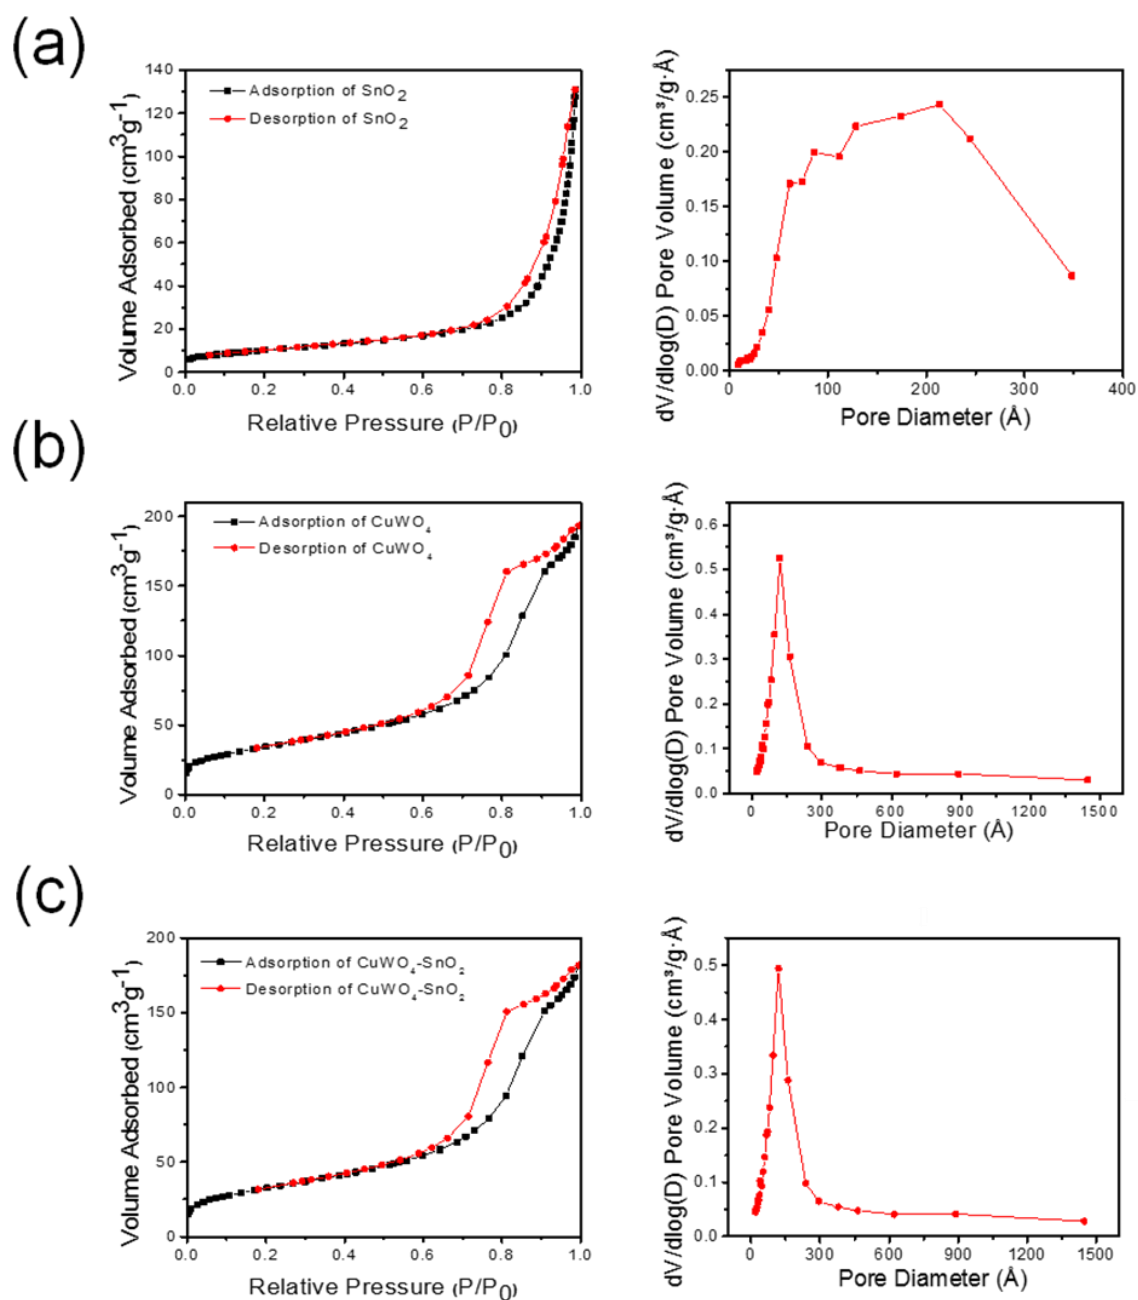 (a)
140
120
100
80
60
40
20
0
0.0 0.2 0.4 0.6 0.8 1.0
Volume Adsorbed (cm³g⁻¹)
Relative Pressure (P/P₀)
Adsorption of SnO₂
Desorption of SnO₂
0.25
0.20
0.15
0.10
0.05
0.00
0 100 200 300 400
dV/dlog(D) Pore Volume (cm³/g·Å)
Pore Diameter (Å)
(b)
200
150
100
50
0
0.0 0.2 0.4 0.6 0.8 1.0
Volume Adsorbed (cm³g⁻¹)
Relative Pressure (P/P₀)
Adsorption of CuWO₄
Desorption of CuWO₄
0.6
0.5
0.4
0.3
0.2
0.1
0.0
0 300 600 900 1200 1500
dV/dlog(D) Pore Volume (cm³/g·Å)
Pore Diameter (Å)
(c)
200
150
100
50
0
0.0 0.2 0.4 0.6 0.8 1.0
Volume Adsorbed (cm³g⁻¹)
Relative Pressure (P/P₀)
Adsorption of CuWO₄-SnO₂
Desorption of CuWO₄-SnO₂
0.5
0.4
0.3
0.2
0.1
0.0
0 300 600 900 1200 1500
dV/dlog(D) Pore Volume (cm³/g·Å)
Pore Diameter (Å)